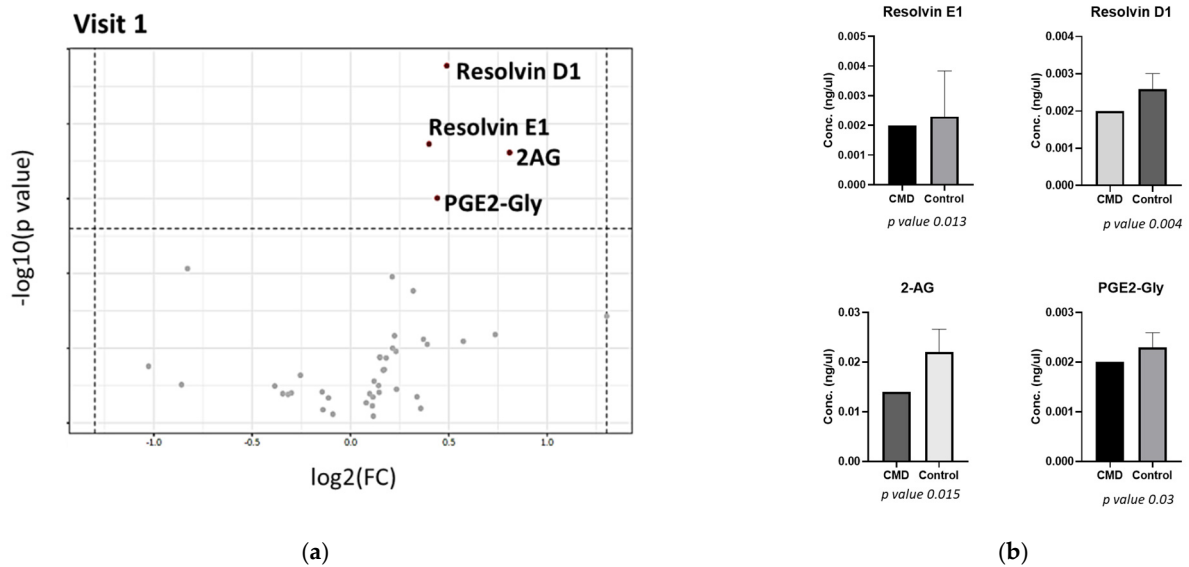 Visit 1
Resolvin D1
Resolvin E1
2AG
PGE2-Gly
-log10(p value)
-1.0 -0.5 0.0 0.5 1.0
log2(FC)
(a)
Resolvin E1
Conc. (ng/ul)
0.005
0.004
0.003
0.002
0.001
0.000
CMD Control
p value 0.013
Resolvin D1
Conc. (ng/ul)
0.004
0.003
0.002
0.001
0.000
CMD Control
p value 0.004
2-AG
Conc. (ng/ul)
0.03
0.02
0.01
0.00
CMD Control
p value 0.015
PGE2-Gly
Conc. (ng/ul)
0.003
0.002
0.001
0.000
CMD Control
p value 0.03
(b)